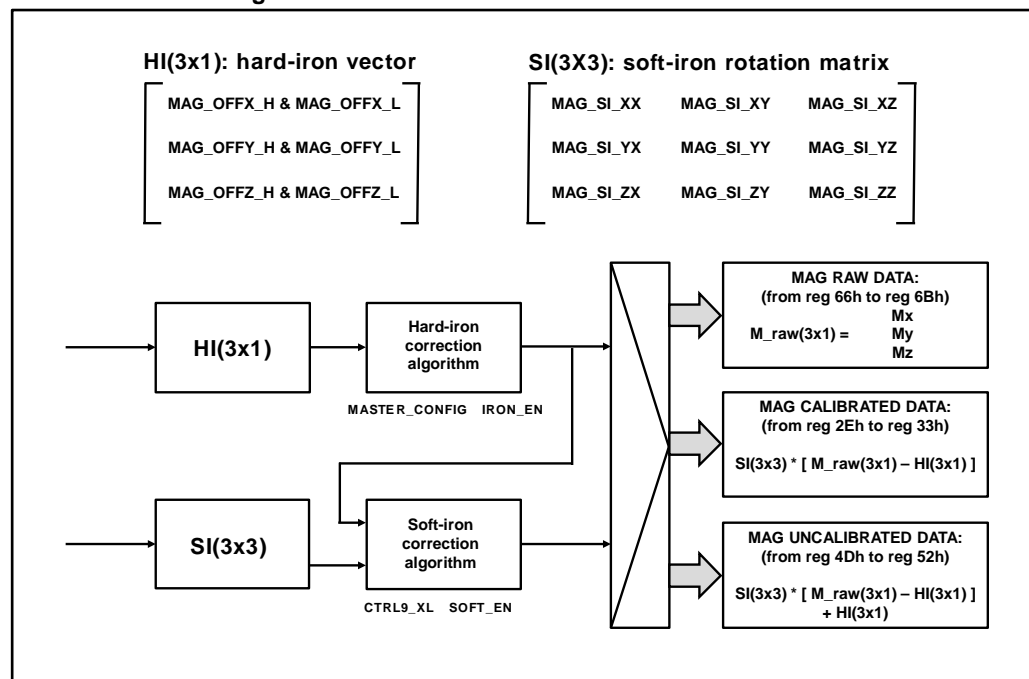 HI(3x1): hard-iron vector
MAG_OFFX_H & MAG_OFFX_L
MAG_OFFY_H & MAG_OFFY_L
MAG_OFFZ_H & MAG_OFFZ_L
SI(3X3): soft-iron rotation matrix
MAG_SI_XX MAG_SI_XY MAG_SI_XZ
MAG_SI_YX MAG_SI_YY MAG_SI_YZ
MAG_SI_ZX MAG_SI_ZY MAG_SI_ZZ
HI(3x1)
Hard-iron
correction
algorithm
MASTER_CONFIG IRON_EN
SI(3x3)
Soft-iron
correction
algorithm
CTRL9_XL SOFT_EN
MAG RAW DATA:
(from reg 66h to reg 6Bh)
Mx
M_raw(3x1) = My
Mz
MAG CALIBRATED DATA:
(from reg 2Eh to reg 33h)
SI(3x3) * [ M_raw(3x1) – HI(3x1) ]
MAG UNCALIBRATED DATA:
(from reg 4Dh to reg 52h)
SI(3x3) * [ M_raw(3x1) – HI(3x1) ]
+ HI(3x1)